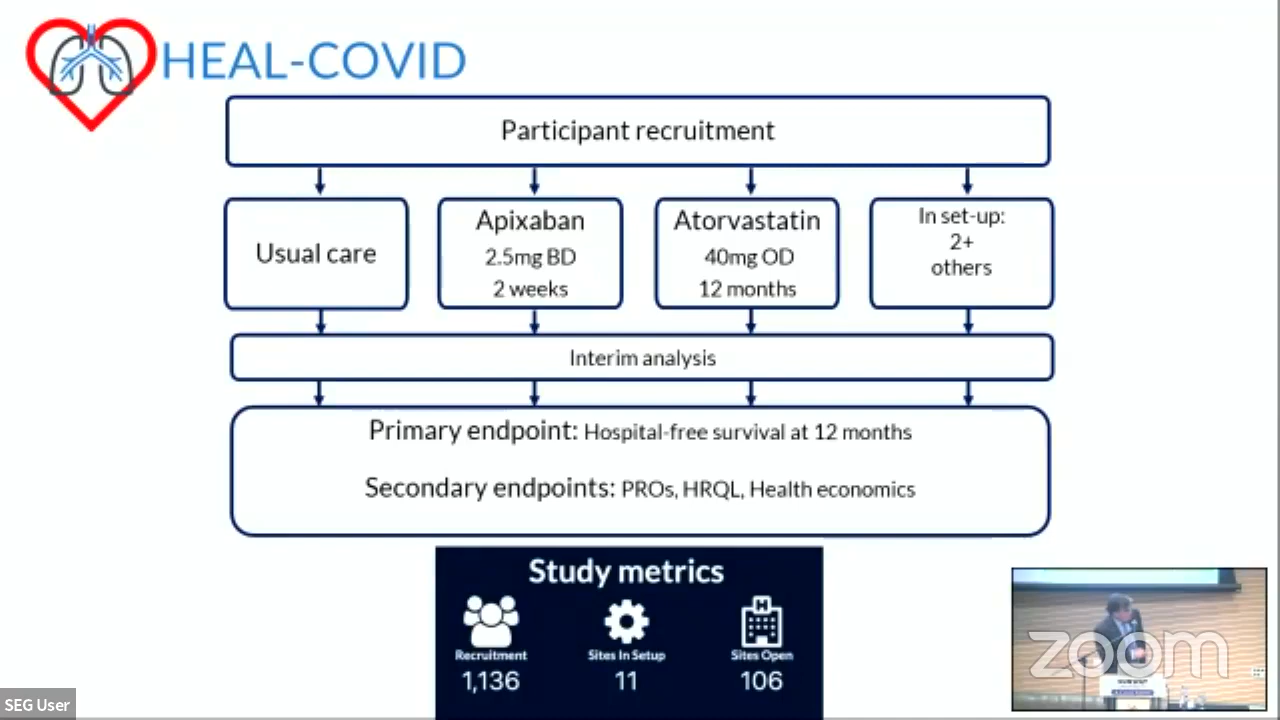 HEAL-COVID
Participant recruitment
Usual care
Apixaban
2.5mg BD
2 weeks
Atorvastatin
40mg OD
12 months
In set-up:
2+
others
Interim analysis
Primary endpoint: Hospital-free survival at 12 months
Secondary endpoints: PROs, HRQL, Health economics
Study metrics
Recruitment
1,136
Sites In Setup
11
Sites Open
106
zoom
SEG User